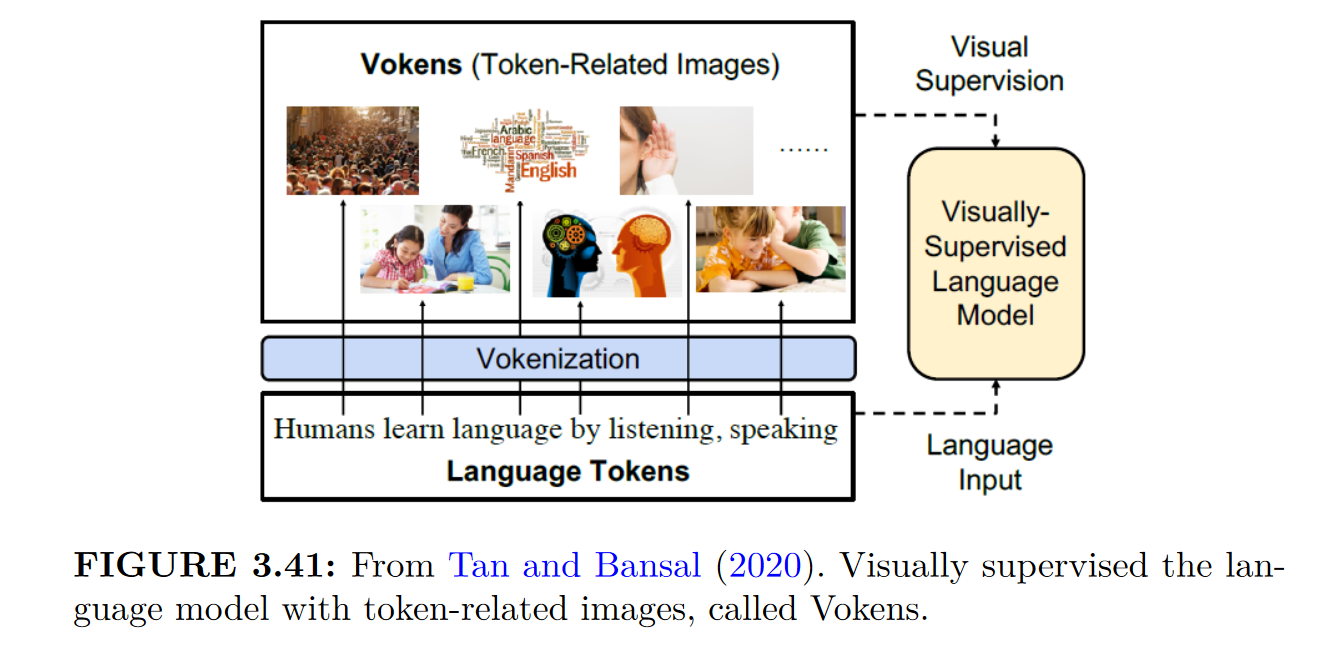 Vokens (Token-Related Images)
Visual
Supervision
Arabic
language
French
Spanish
Mandarin
English
......
Visually-
Supervised
Language
Model
Vokenization
Humans learn language by listening, speaking
Language Tokens
Language
Input
FIGURE 3.41: From Tan and Bansal (2020). Visually supervised the lan-
guage model with token-related images, called Vokens.